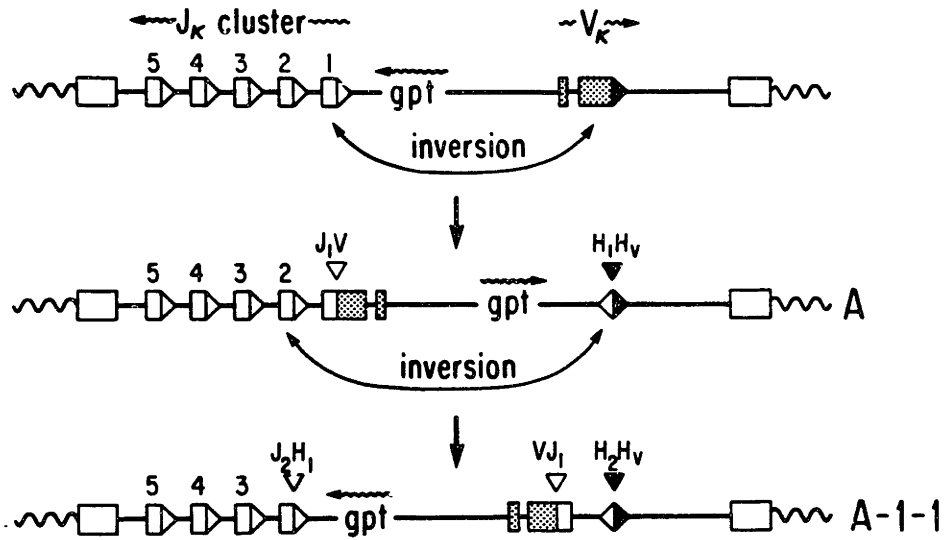 Jκ cluster
Vκ
5 4 3 2 1
gpt
inversion
J₁V
H₁Hᵥ
5 4 3 2
gpt
A
inversion
J₂H₁
VJ₁
H₂Hᵥ
5 4 3
gpt
A-1-1